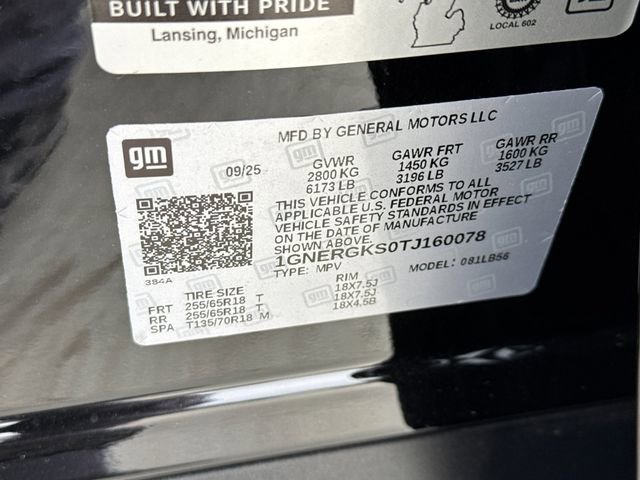 BUILT WITH PRIDE
Lansing, Michigan
LOCAL 602
gm
MFD BY GENERAL MOTORS LLC
09/25
GVWR
2800 KG
6173 LB
GAWR FRT
1450 KG
3196 LB
GAWR RR
1600 KG
3527 LB
THIS VEHICLE CONFORMS TO ALL
APPLICABLE U.S. FEDERAL MOTOR
VEHICLE SAFETY STANDARDS IN EFFECT
ON THE DATE OF MANUFACTURE
SHOWN ABOVE.
1GNERGKS0TJ160078
TYPE: MPV
MODEL: 081LB56
384A
TIRE SIZE
RIM
FRT 255/65R18 T 18X7.5J
RR 255/65R18 T 18X7.5J
SPA T135/70R18 M 18X4.5B